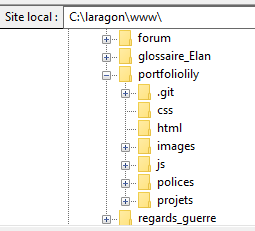 Site local : C:\laragon\www\
forum
glossaire_Elan
portfoliolily
.git
css
html
images
js
polices
projets
regards_guerre